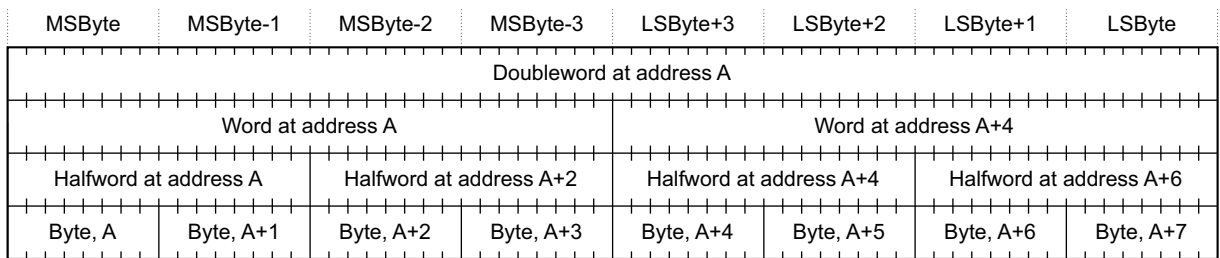 MSByte MSByte-1 MSByte-2 MSByte-3 LSByte+3 LSByte+2 LSByte+1 LSByte
Doubleword at address A
Word at address A Word at address A+4
Halfword at address A Halfword at address A+2 Halfword at address A+4 Halfword at address A+6
Byte, A Byte, A+1 Byte, A+2 Byte, A+3 Byte, A+4 Byte, A+5 Byte, A+6 Byte, A+7